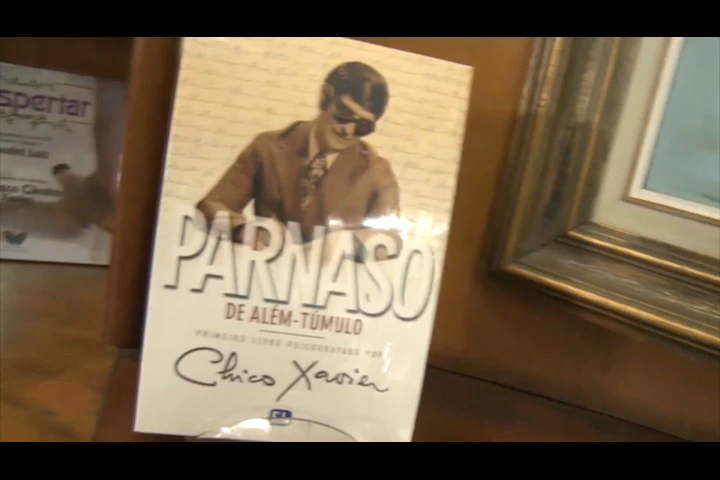 spertar
PARNASO
DE ALÉM-TÚMULO
PRIMEIRO LIVRO PSICOGRAFADO POR
Chico Xavier